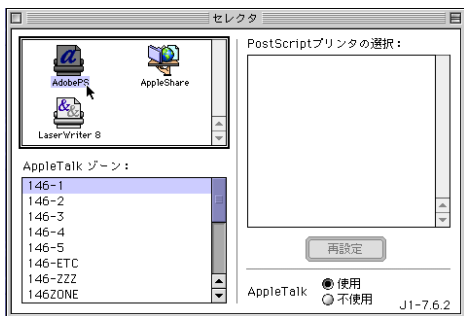 セレクタ
AdobePS
AppleShare
LaserWriter 8
AppleTalk ゾーン：
146-1
146-2
146-3
146-4
146-5
146-ETC
146-ZZZ
146ZONE
PostScriptプリンタの選択：
再設定
AppleTalk
使用
不使用
J1-7.6.2